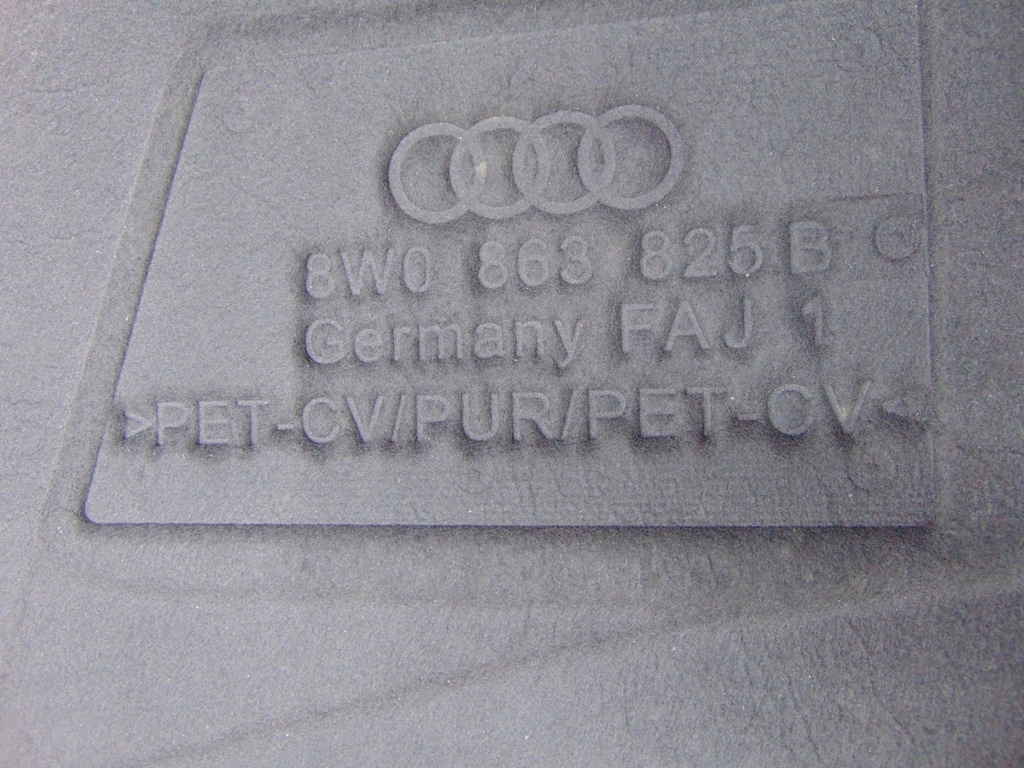 8W0 863 825 B
Germany FAJ 1
>PET-CV/PUR/PET-CV<